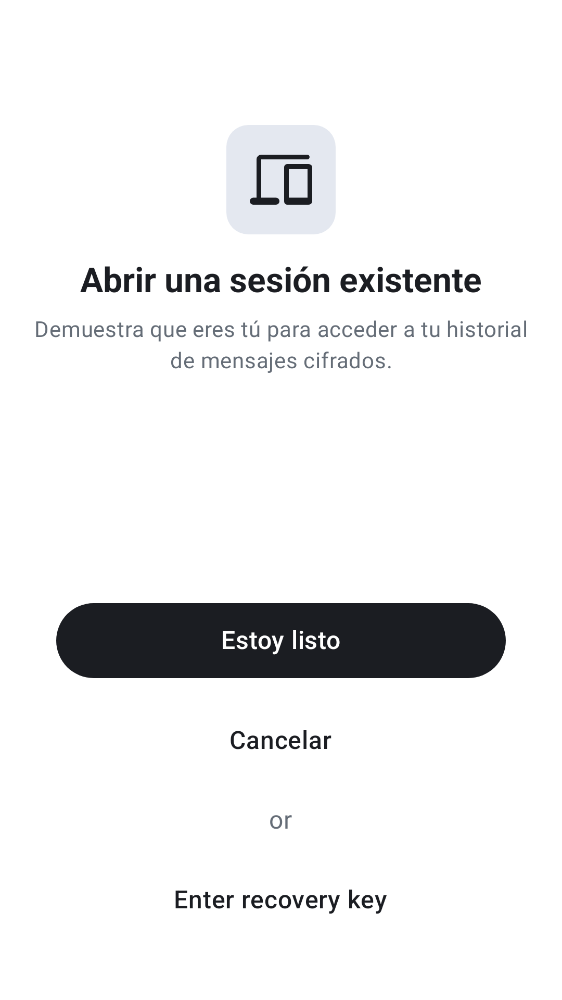 Abrir una sesión existente
Demuestra que eres tú para acceder a tu historial
de mensajes cifrados.
Estoy listo
Cancelar
or
Enter recovery key